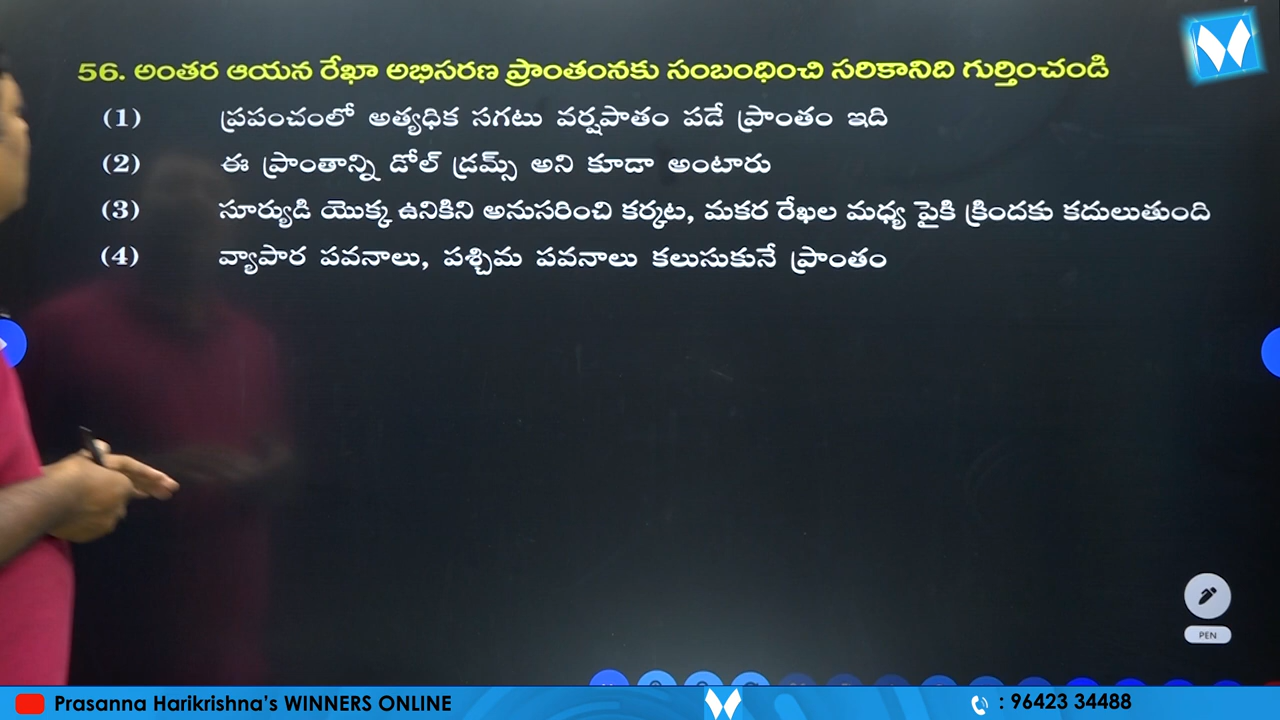 56. అంతర ఆయన రేఖా అభిసరణ ప్రాంతంనకు సంబంధించి సరికానిది గుర్తించండి
(1) ప్రపంచంలో అత్యధిక సగటు వర్షపాతం పడే ప్రాంతం ఇది
(2) ఈ ప్రాంతాన్ని డోల్ డ్రమ్స్ అని కూడా అంటారు
(3) సూర్యుడి యొక్క ఉనికిని అనుసరించి కర్కట, మకర రేఖల మధ్య పైకి క్రిందకు కదులుతుంది
(4) వ్యాపార పవనాలు, పశ్చిమ పవనాలు కలుసుకునే ప్రాంతం
PEN
Prasanna Harikrishna's WINNERS ONLINE
: 96423 34488